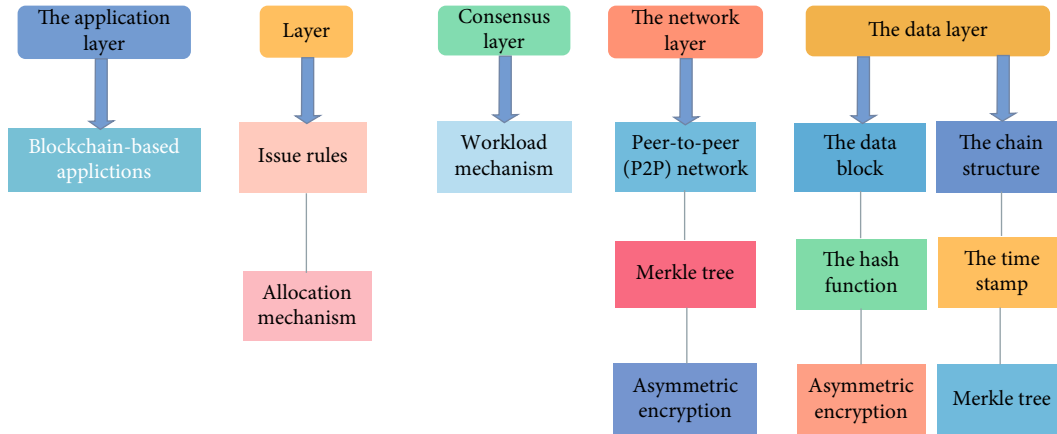 The application
layer
Layer
Consensus
layer
The network
layer
The data layer
Blockchain-based
applictions
Issue rules
Workload
mechanism
Peer-to-peer
(P2P) network
The data
block
The chain
structure
Allocation
mechanism
Merkle tree
The hash
function
The time
stamp
Asymmetric
encryption
Asymmetric
encryption
Merkle tree